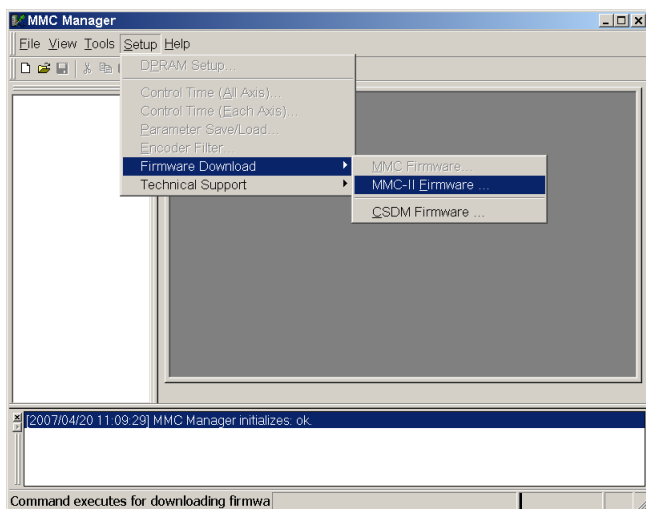 MMC Manager
File View Tools Setup Help
DPRAM Setup...
Control Time (All Axis)...
Control Time (Each Axis)...
Parameter Save/Load...
Encoder Filter...
Firmware Download
Technical Support
MMC Firmware...
MMC-II Firmware ...
CSDM Firmware ...
[2007/04/20 11:09:29] MMC Manager initializes: ok.
Command executes for downloading firmwa